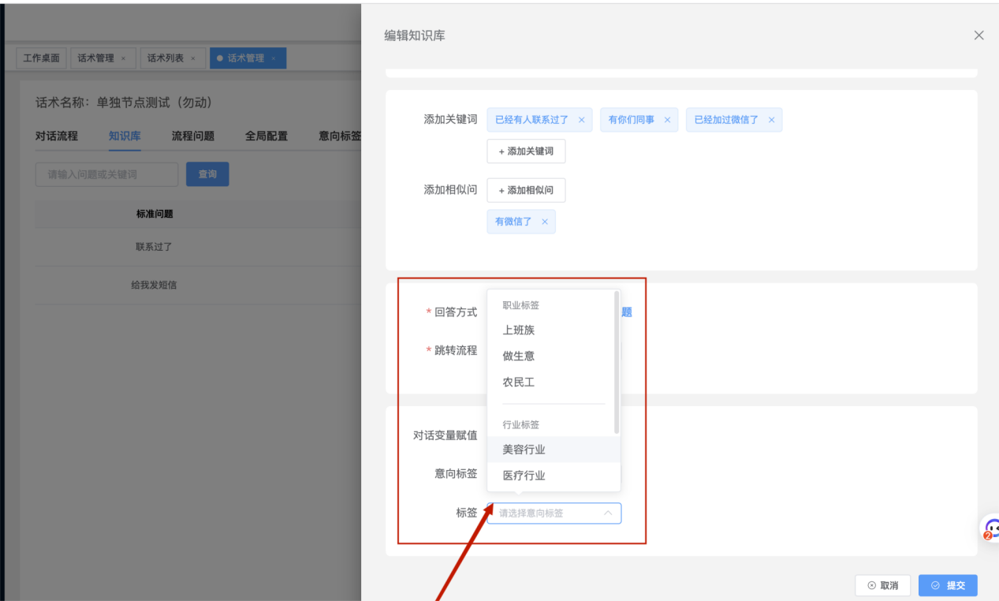 编辑知识库
工作桌面
话术管理
话术列表
话术管理
话术名称：单独节点测试（勿动）
对话流程
知识库
流程问题
全局配置
意向标签
请输入问题或关键词
查询
标准问题
联系过了
给我发短信
添加关键词
已经有人联系过了 ×
有你们同事 ×
已经加过微信了 ×
+ 添加关键词
添加相似问
+ 添加相似问
有微信了 ×
* 回答方式
题
* 跳转流程
职业标签
上班族
做生意
农民工
行业标签
美容行业
医疗行业
对话变量赋值
意向标签
标签
请选择意向标签
2
取消
提交